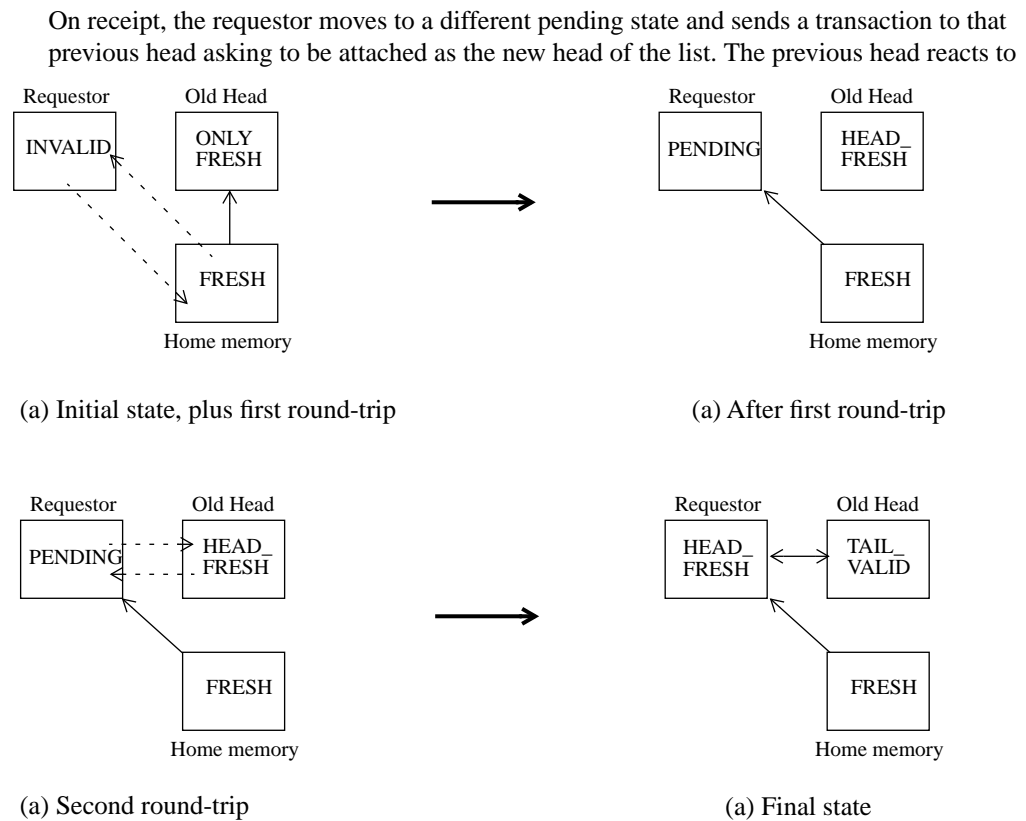 On receipt, the requestor moves to a different pending state and sends a transaction to that
previous head asking to be attached as the new head of the list. The previous head reacts to
Requestor
Old Head
INVALID
ONLY
FRESH
FRESH
Home memory
(a) Initial state, plus first round-trip
Requestor
Old Head
PENDING
HEAD_
FRESH
FRESH
Home memory
(a) After first round-trip
Requestor
Old Head
PENDING
HEAD_
FRESH
FRESH
Home memory
(a) Second round-trip
Requestor
Old Head
HEAD_
FRESH
TAIL_
VALID
FRESH
Home memory
(a) Final state